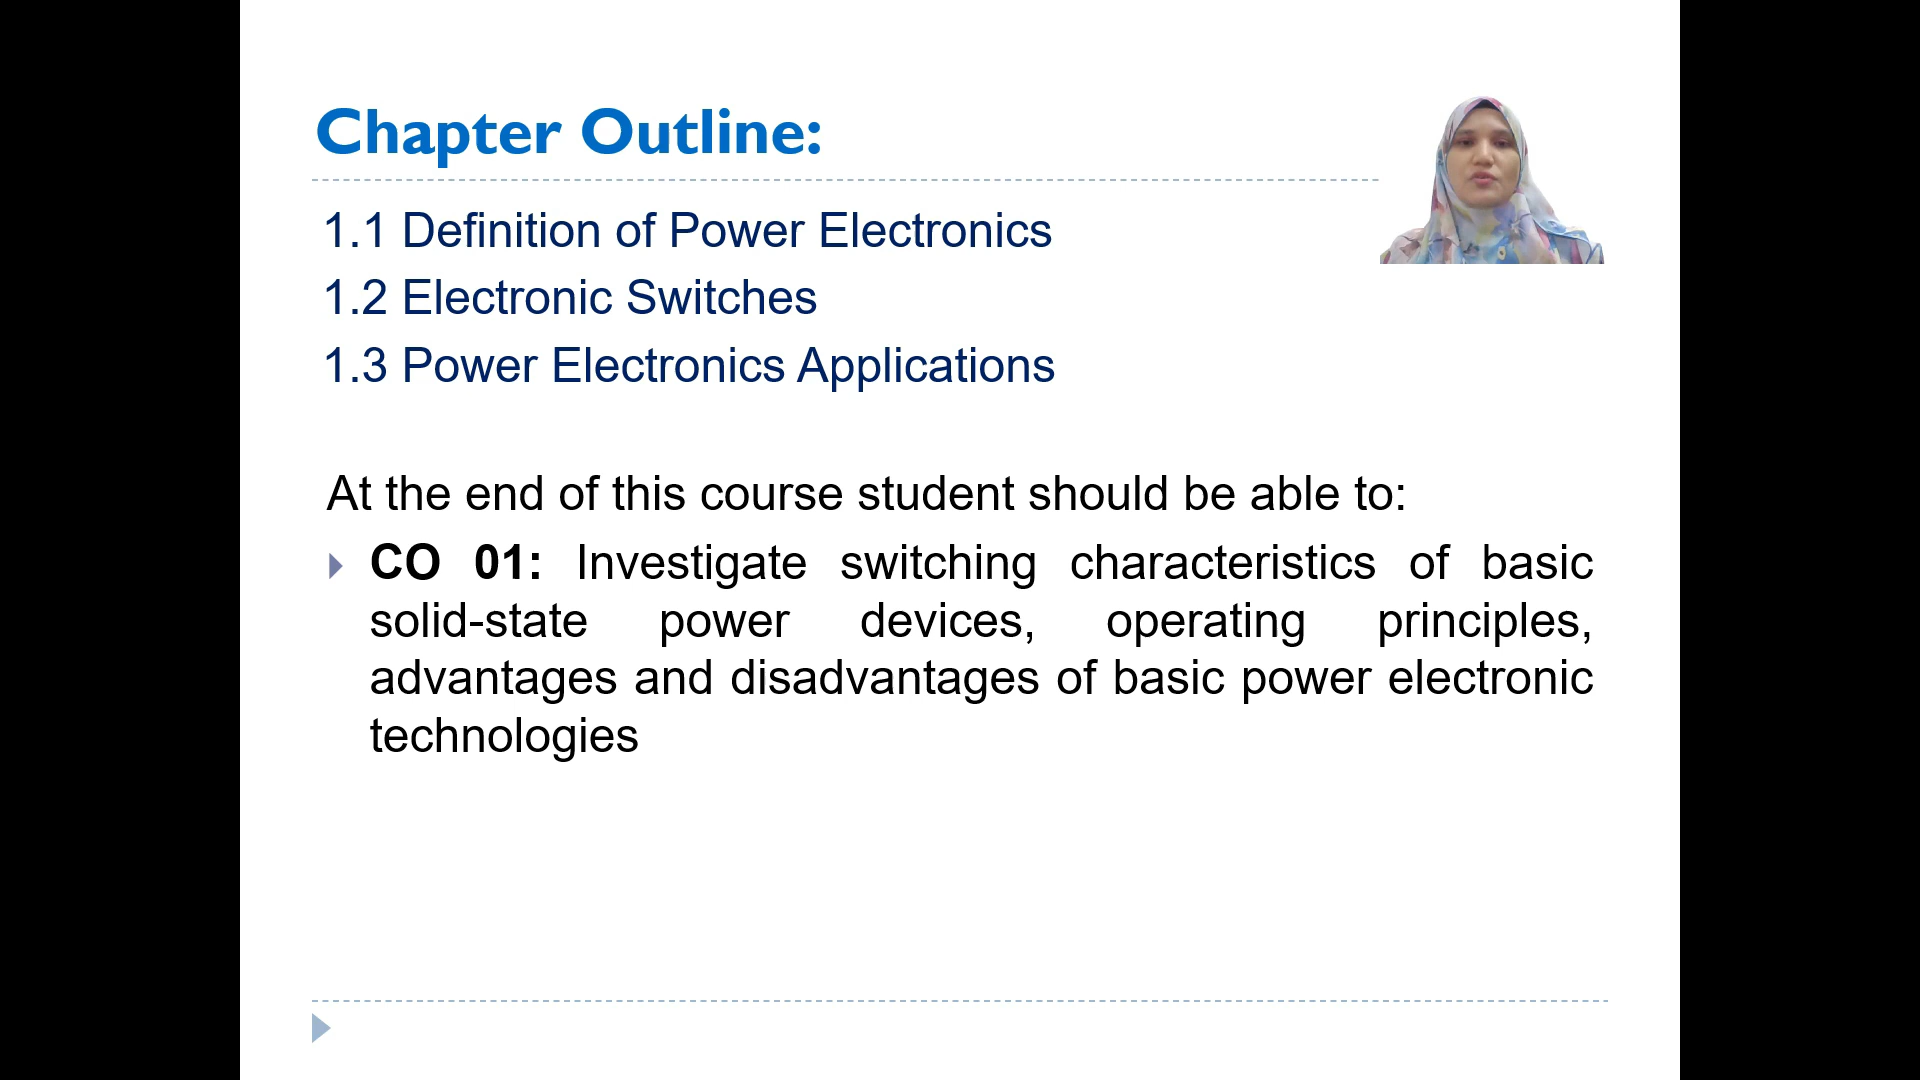 Chapter Outline:
1.1 Definition of Power Electronics
1.2 Electronic Switches
1.3 Power Electronics Applications
At the end of this course student should be able to:
CO 01: Investigate switching characteristics of basic
solid-state power devices, operating principles,
advantages and disadvantages of basic power electronic
technologies